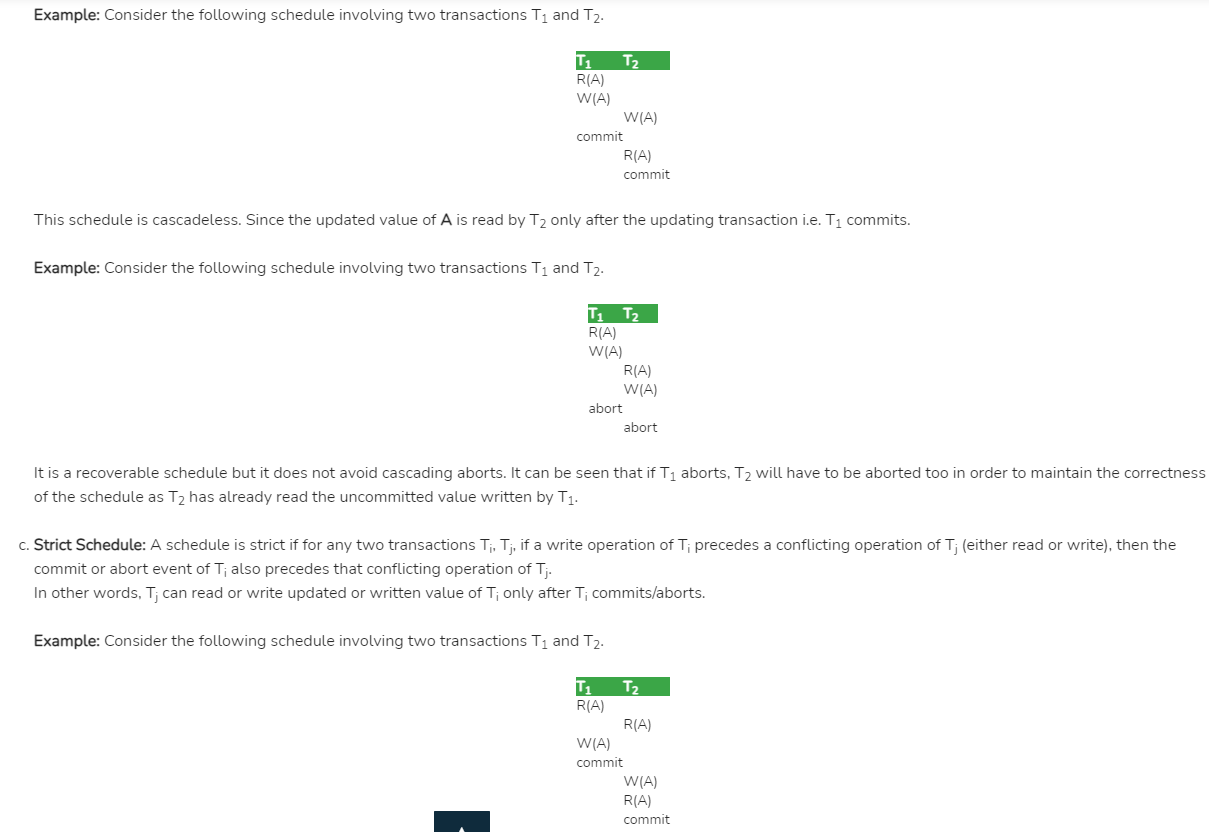 Example: Consider the following schedule involving two transactions T1 and T2.
T1 T2
R(A)
W(A)
W(A)
commit
R(A)
commit
This schedule is cascadeless. Since the updated value of A is read by T2 only after the updating transaction i.e. T1 commits.
Example: Consider the following schedule involving two transactions T1 and T2.
T1 T2
R(A)
W(A)
R(A)
W(A)
abort
abort
It is a recoverable schedule but it does not avoid cascading aborts. It can be seen that if T1 aborts, T2 will have to be aborted too in order to maintain the correctness
of the schedule as T2 has already read the uncommitted value written by T1.
c. Strict Schedule: A schedule is strict if for any two transactions Ti, Tj, if a write operation of Ti precedes a conflicting operation of Tj (either read or write), then the
commit or abort event of Ti also precedes that conflicting operation of Tj.
In other words, Tj can read or write updated or written value of Ti only after Ti commits/aborts.
Example: Consider the following schedule involving two transactions T1 and T2.
T1 T2
R(A)
R(A)
W(A)
commit
W(A)
R(A)
commit